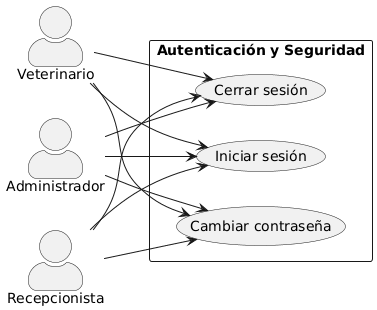 Autenticación y Seguridad
Veterinario
Cerrar sesión
Iniciar sesión
Administrador
Cambiar contraseña
Recepcionista